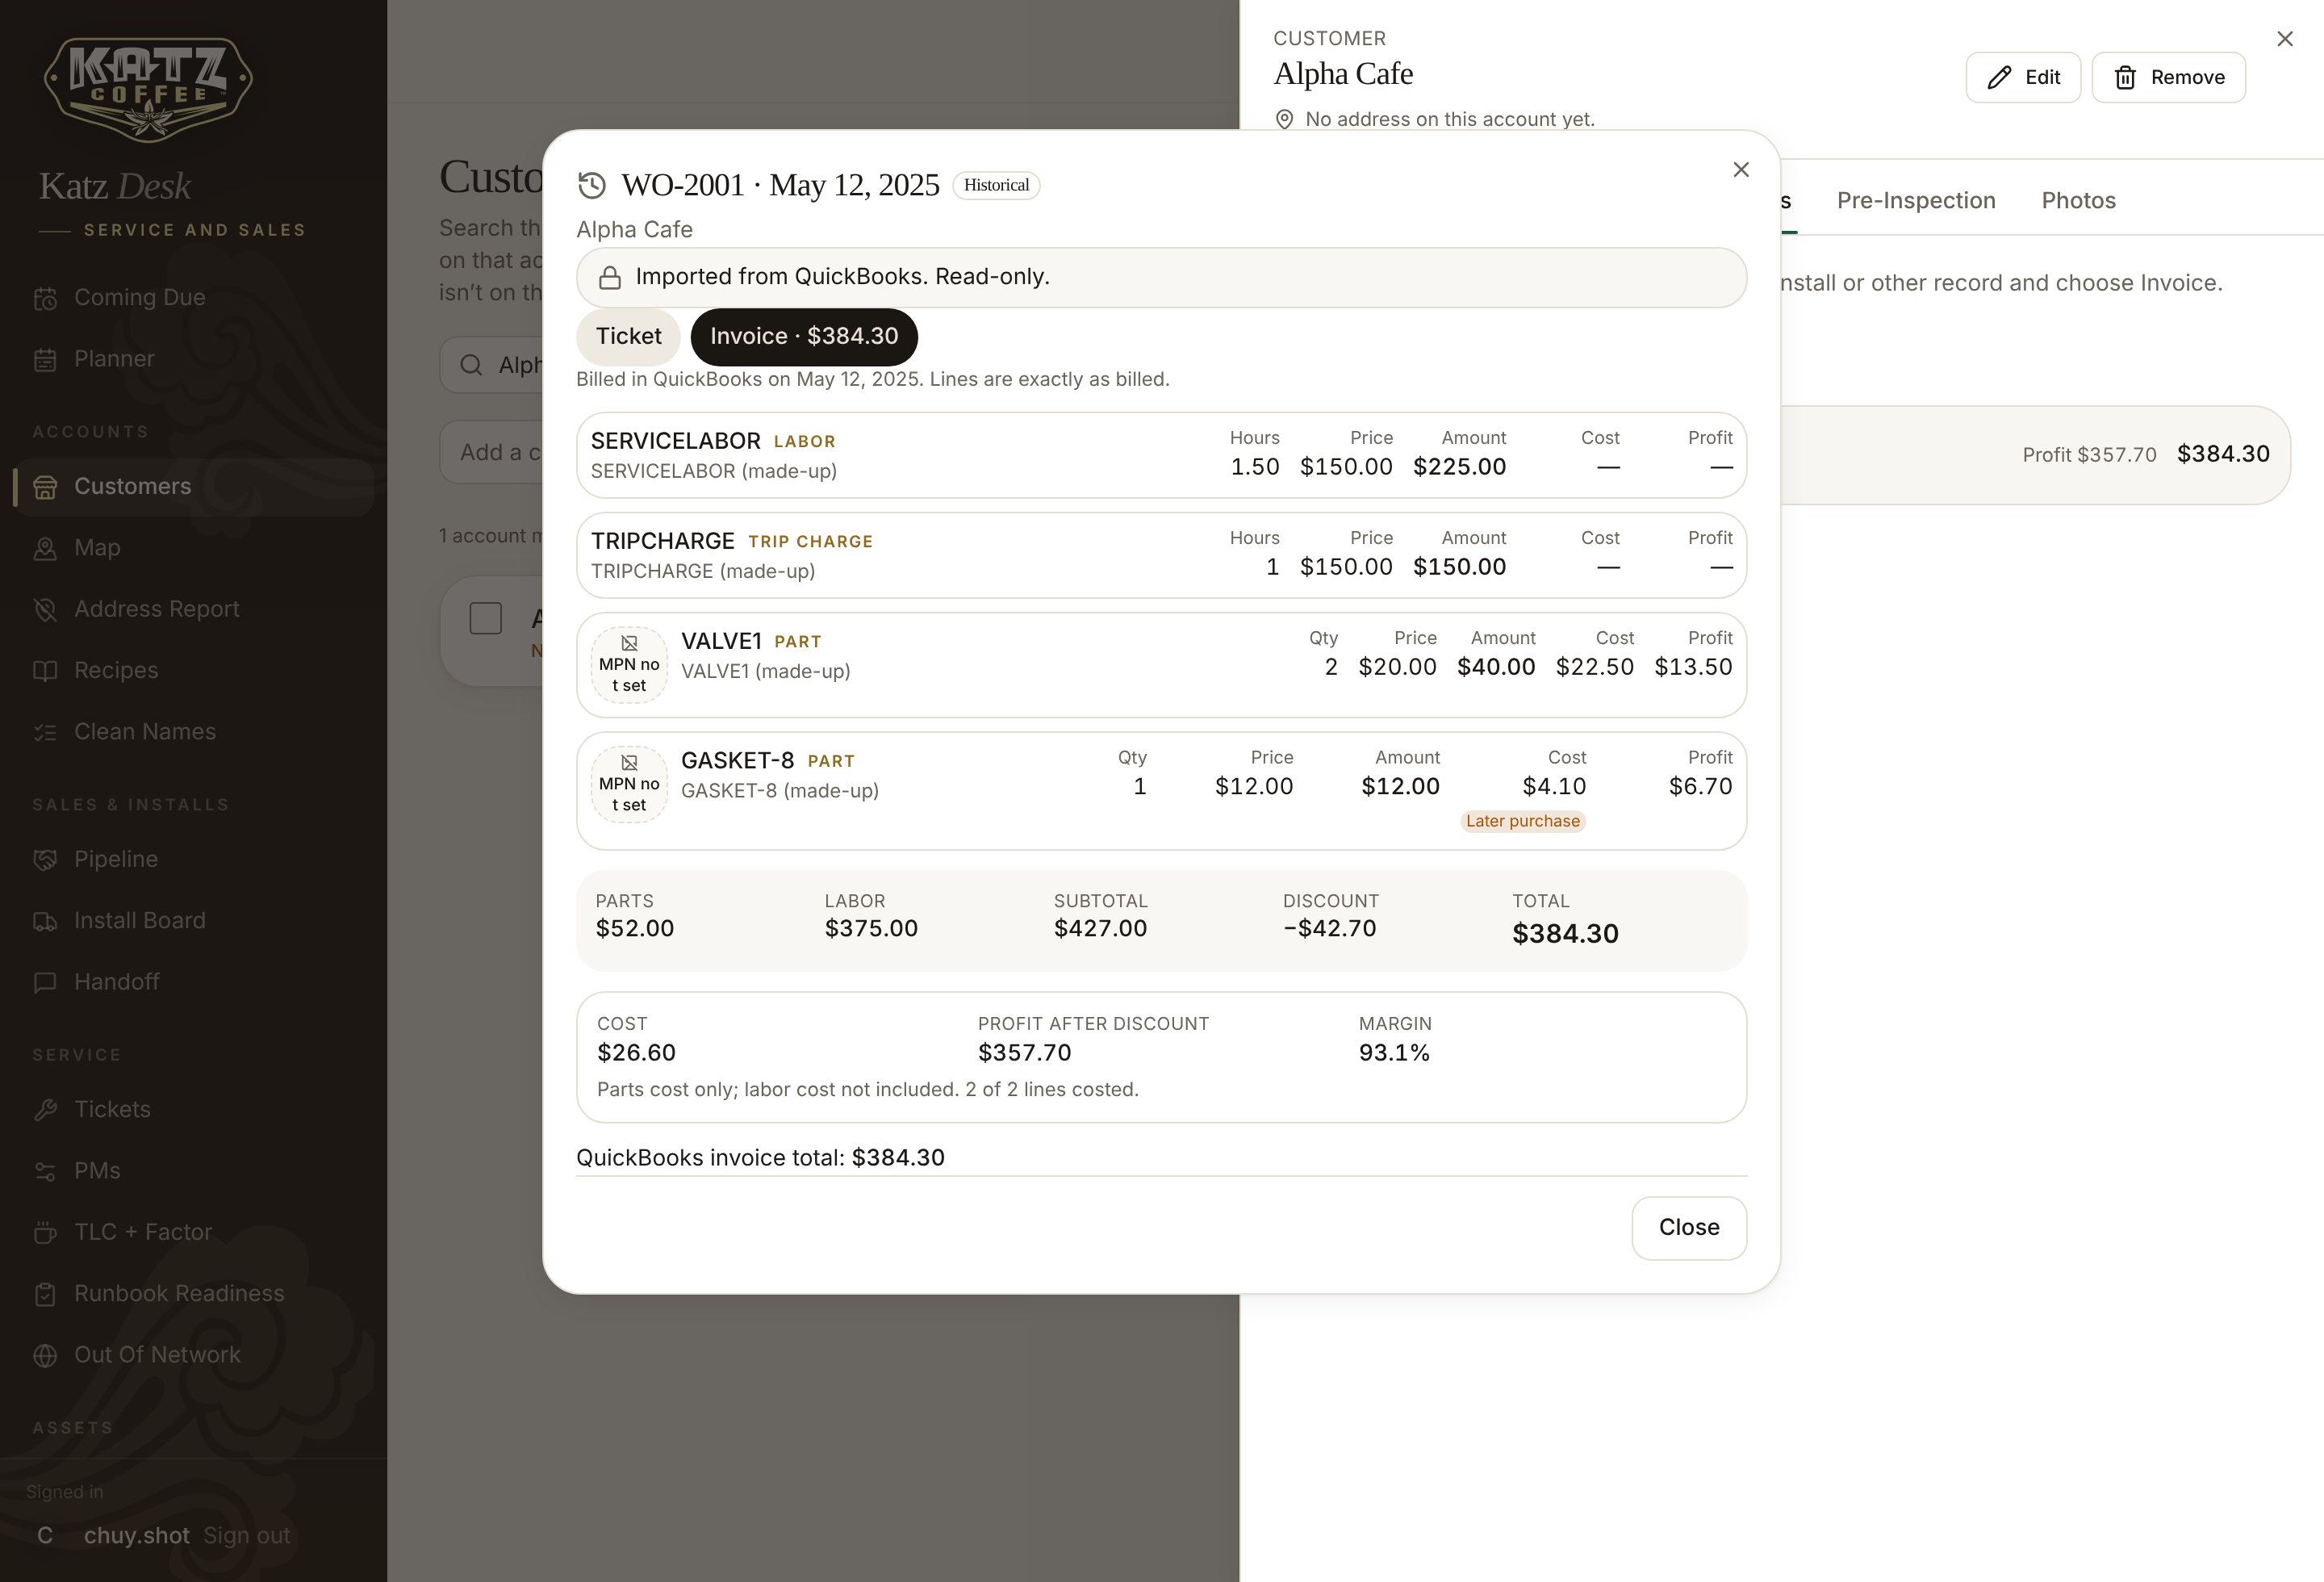 KATZ
COFFEE
Katz Desk
SERVICE AND SALES
Coming Due
Planner
ACCOUNTS
Customers
Map
Address Report
Recipes
Clean Names
SALES & INSTALLS
Pipeline
Install Board
Handoff
SERVICE
Tickets
PMs
TLC + Factor
Runbook Readiness
Out Of Network
ASSETS
Signed in
C chuy.shot Sign out
Custo
Search th
on that ac
isn't on th
Alph
Add a c
1 account m
CUSTOMER
Alpha Cafe
No address on this account yet.
Edit
Remove
s Pre-Inspection Photos
nstall or other record and choose Invoice.
Profit $357.70 $384.30
WO-2001 · May 12, 2025 Historical
Alpha Cafe
Imported from QuickBooks. Read-only.
Ticket Invoice · $384.30
Billed in QuickBooks on May 12, 2025. Lines are exactly as billed.
SERVICELABOR LABOR
SERVICELABOR (made-up)
Hours Price Amount Cost Profit
1.50 $150.00 $225.00 — —
TRIPCHARGE TRIP CHARGE
TRIPCHARGE (made-up)
Hours Price Amount Cost Profit
1 $150.00 $150.00 — —
MPN no
t set
VALVE1 PART
VALVE1 (made-up)
Qty Price Amount Cost Profit
2 $20.00 $40.00 $22.50 $13.50
MPN no
t set
GASKET-8 PART
GASKET-8 (made-up)
Qty Price Amount Cost Profit
1 $12.00 $12.00 $4.10 $6.70
Later purchase
PARTS LABOR SUBTOTAL DISCOUNT TOTAL
$52.00 $375.00 $427.00 −$42.70 $384.30
COST PROFIT AFTER DISCOUNT MARGIN
$26.60 $357.70 93.1%
Parts cost only; labor cost not included. 2 of 2 lines costed.
QuickBooks invoice total: $384.30
Close